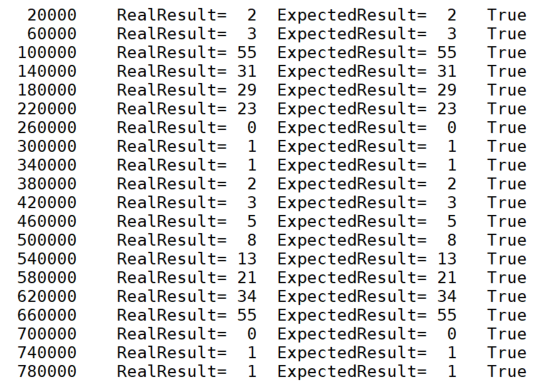 20000 RealResult= 2 ExpectedResult= 2 True
60000 RealResult= 3 ExpectedResult= 3 True
100000 RealResult= 55 ExpectedResult= 55 True
140000 RealResult= 31 ExpectedResult= 31 True
180000 RealResult= 29 ExpectedResult= 29 True
220000 RealResult= 23 ExpectedResult= 23 True
260000 RealResult= 0 ExpectedResult= 0 True
300000 RealResult= 1 ExpectedResult= 1 True
340000 RealResult= 1 ExpectedResult= 1 True
380000 RealResult= 2 ExpectedResult= 2 True
420000 RealResult= 3 ExpectedResult= 3 True
460000 RealResult= 5 ExpectedResult= 5 True
500000 RealResult= 8 ExpectedResult= 8 True
540000 RealResult= 13 ExpectedResult= 13 True
580000 RealResult= 21 ExpectedResult= 21 True
620000 RealResult= 34 ExpectedResult= 34 True
660000 RealResult= 55 ExpectedResult= 55 True
700000 RealResult= 0 ExpectedResult= 0 True
740000 RealResult= 1 ExpectedResult= 1 True
780000 RealResult= 1 ExpectedResult= 1 True